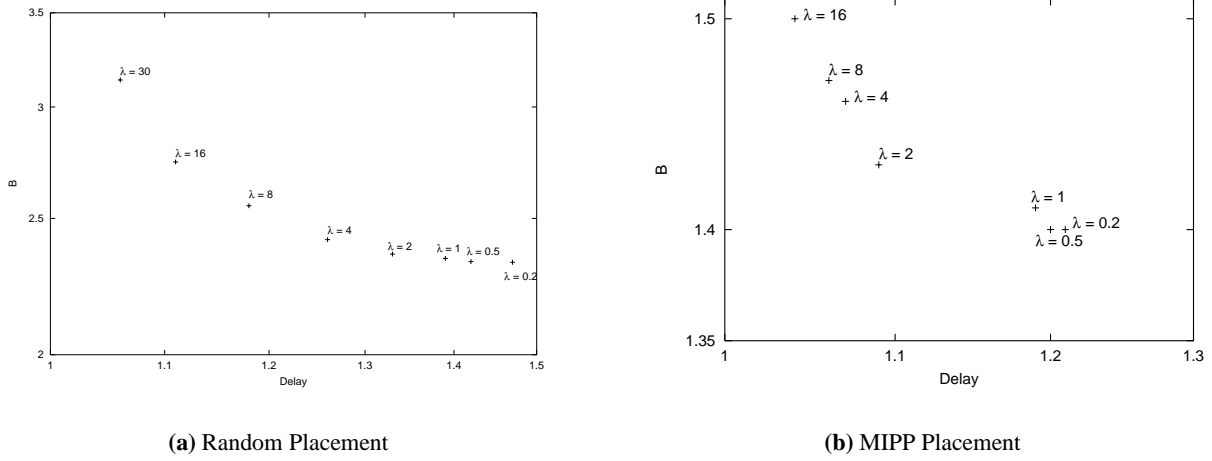 3.5
3
2.5
2
B
λ = 30
λ = 16
λ = 8
λ = 4
λ = 2
λ = 1
λ = 0.5
λ = 0.2
1
1.1
1.2
1.3
1.4
1.5
Delay
(a) Random Placement
1.5
1.4
1.35
B
λ = 16
λ = 8
λ = 4
λ = 2
λ = 1
λ = 0.2
λ = 0.5
1
1.1
1.2
1.3
Delay
(b) MIPP Placement